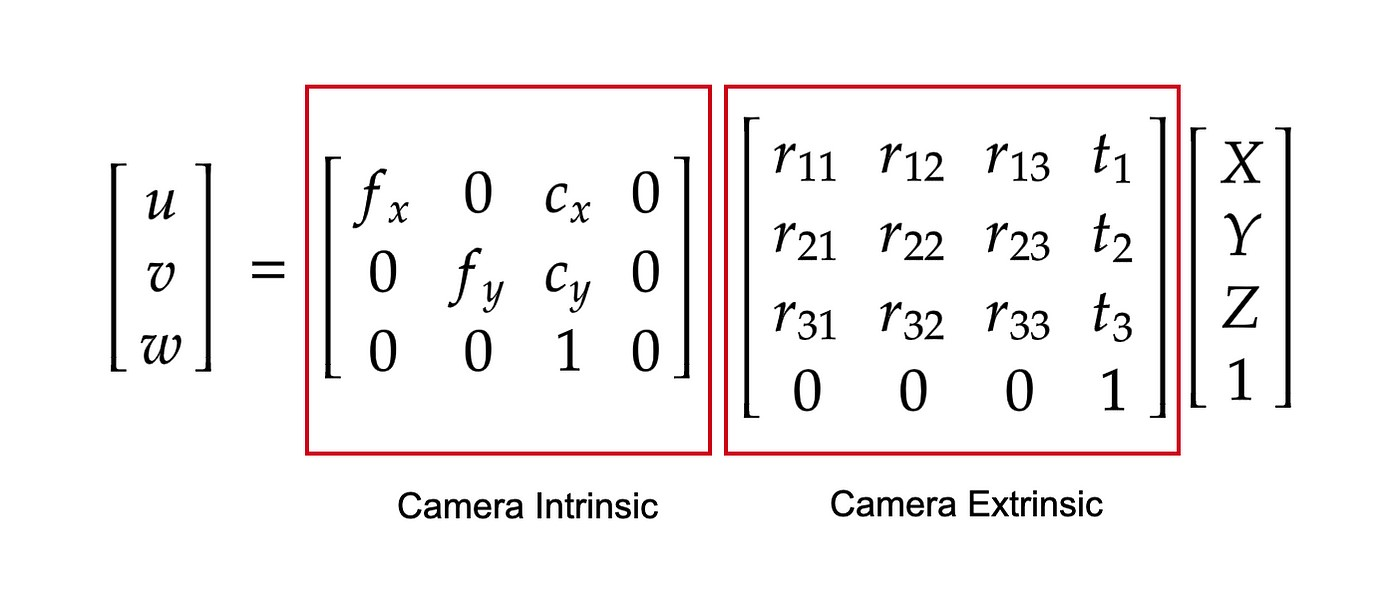 [u v w] = [f_x 0 c_x 0; 0 f_y c_y 0; 0 0 1 0] [r_11 r_12 r_13 t_1; r_21 r_22 r_23 t_2; r_31 r_32 r_33 t_3; 0 0 0 1] [X Y Z 1]
Camera Intrinsic Camera Extrinsic